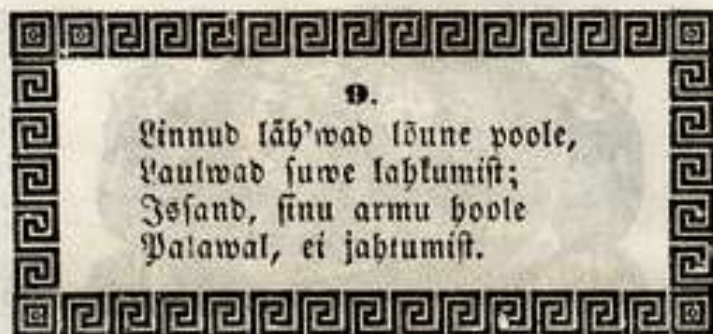 9.
Linnud läh'wad lõune poole,
Laulwad suwe lahkumist;
Issand, sinu armu hoole
Palawal, ei jahtumist.